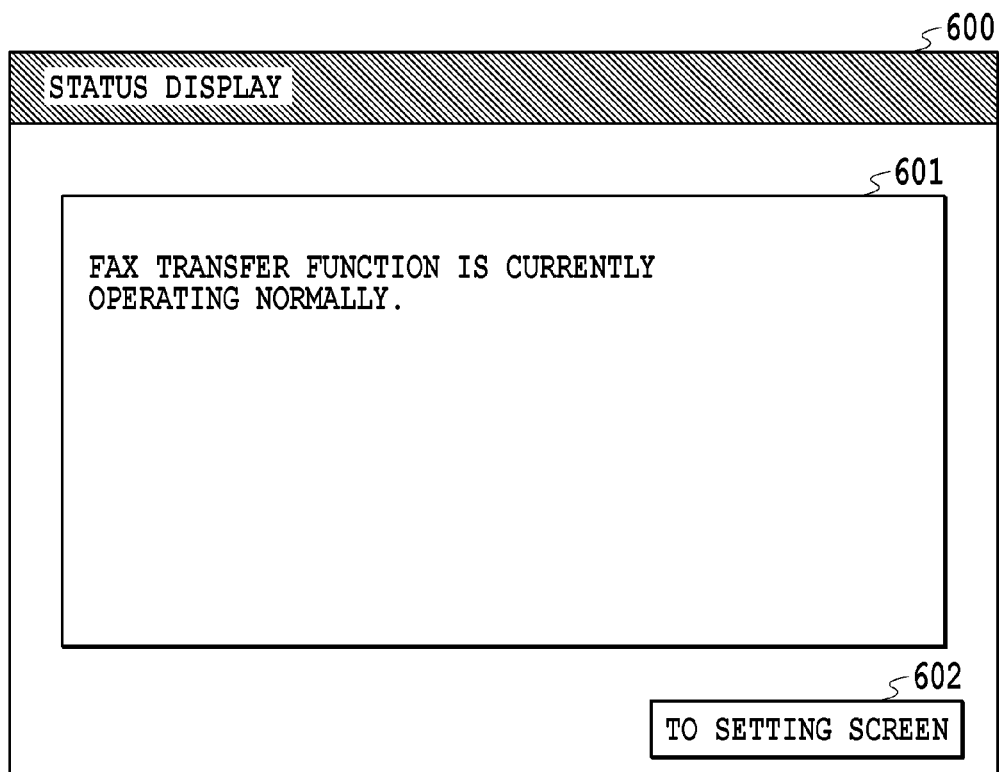 600
STATUS DISPLAY
601
FAX TRANSFER FUNCTION IS CURRENTLY
OPERATING NORMALLY.
602
TO SETTING SCREEN